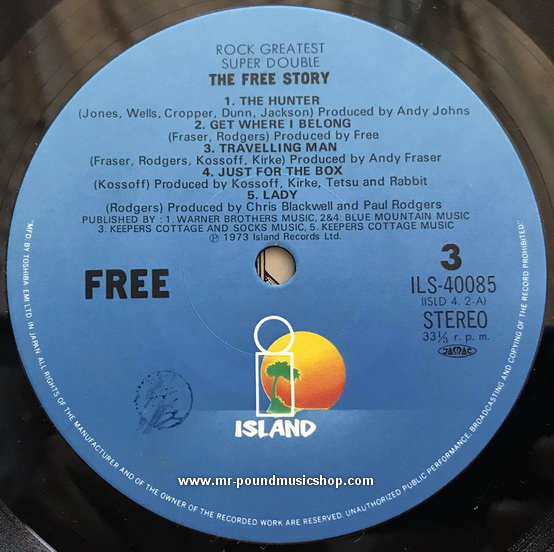 ROCK GREATEST
SUPER DOUBLE
THE FREE STORY
1. THE HUNTER
(Jones, Wells, Cropper, Dunn, Jackson) Produced by Andy Johns
2. GET WHERE I BELONG
(Fraser, Rodgers) Produced by Free
3. TRAVELLING MAN
(Fraser, Rodgers, Kossoff, Kirke) Produced by Andy Fraser
4. JUST FOR THE BOX
(Kossoff) Produced by Kossoff, Kirke, Tetsu and Rabbit
5. LADY
(Rodgers) Produced by Chris Blackwell and Paul Rodgers
PUBLISHED BY : 1. WARNER BROTHERS MUSIC, 2&4. BLUE MOUNTAIN MUSIC
3. KEEPERS COTTAGE AND SOCKS MUSIC, 5. KEEPERS COTTAGE MUSIC
Ⓟ 1973 Island Records Ltd.
FREE
3
ILS-40085
(ISLD 4. 2-A)
STEREO
33⅓ r. p. m.
JASRAC
ISLAND
www.mr-poundmusicshop.com
"MFD BY TOSHIBA EMI LTD. IN JAPAN ALL RIGHTS OF THE MANUFACTURER AND OF THE OWNER OF THE RECORDED WORK ARE RESERVED. UNAUTHORIZED PUBLIC PERFORMANCE, BROADCASTING AND COPYING OF THE RECORD PROHIBITED"